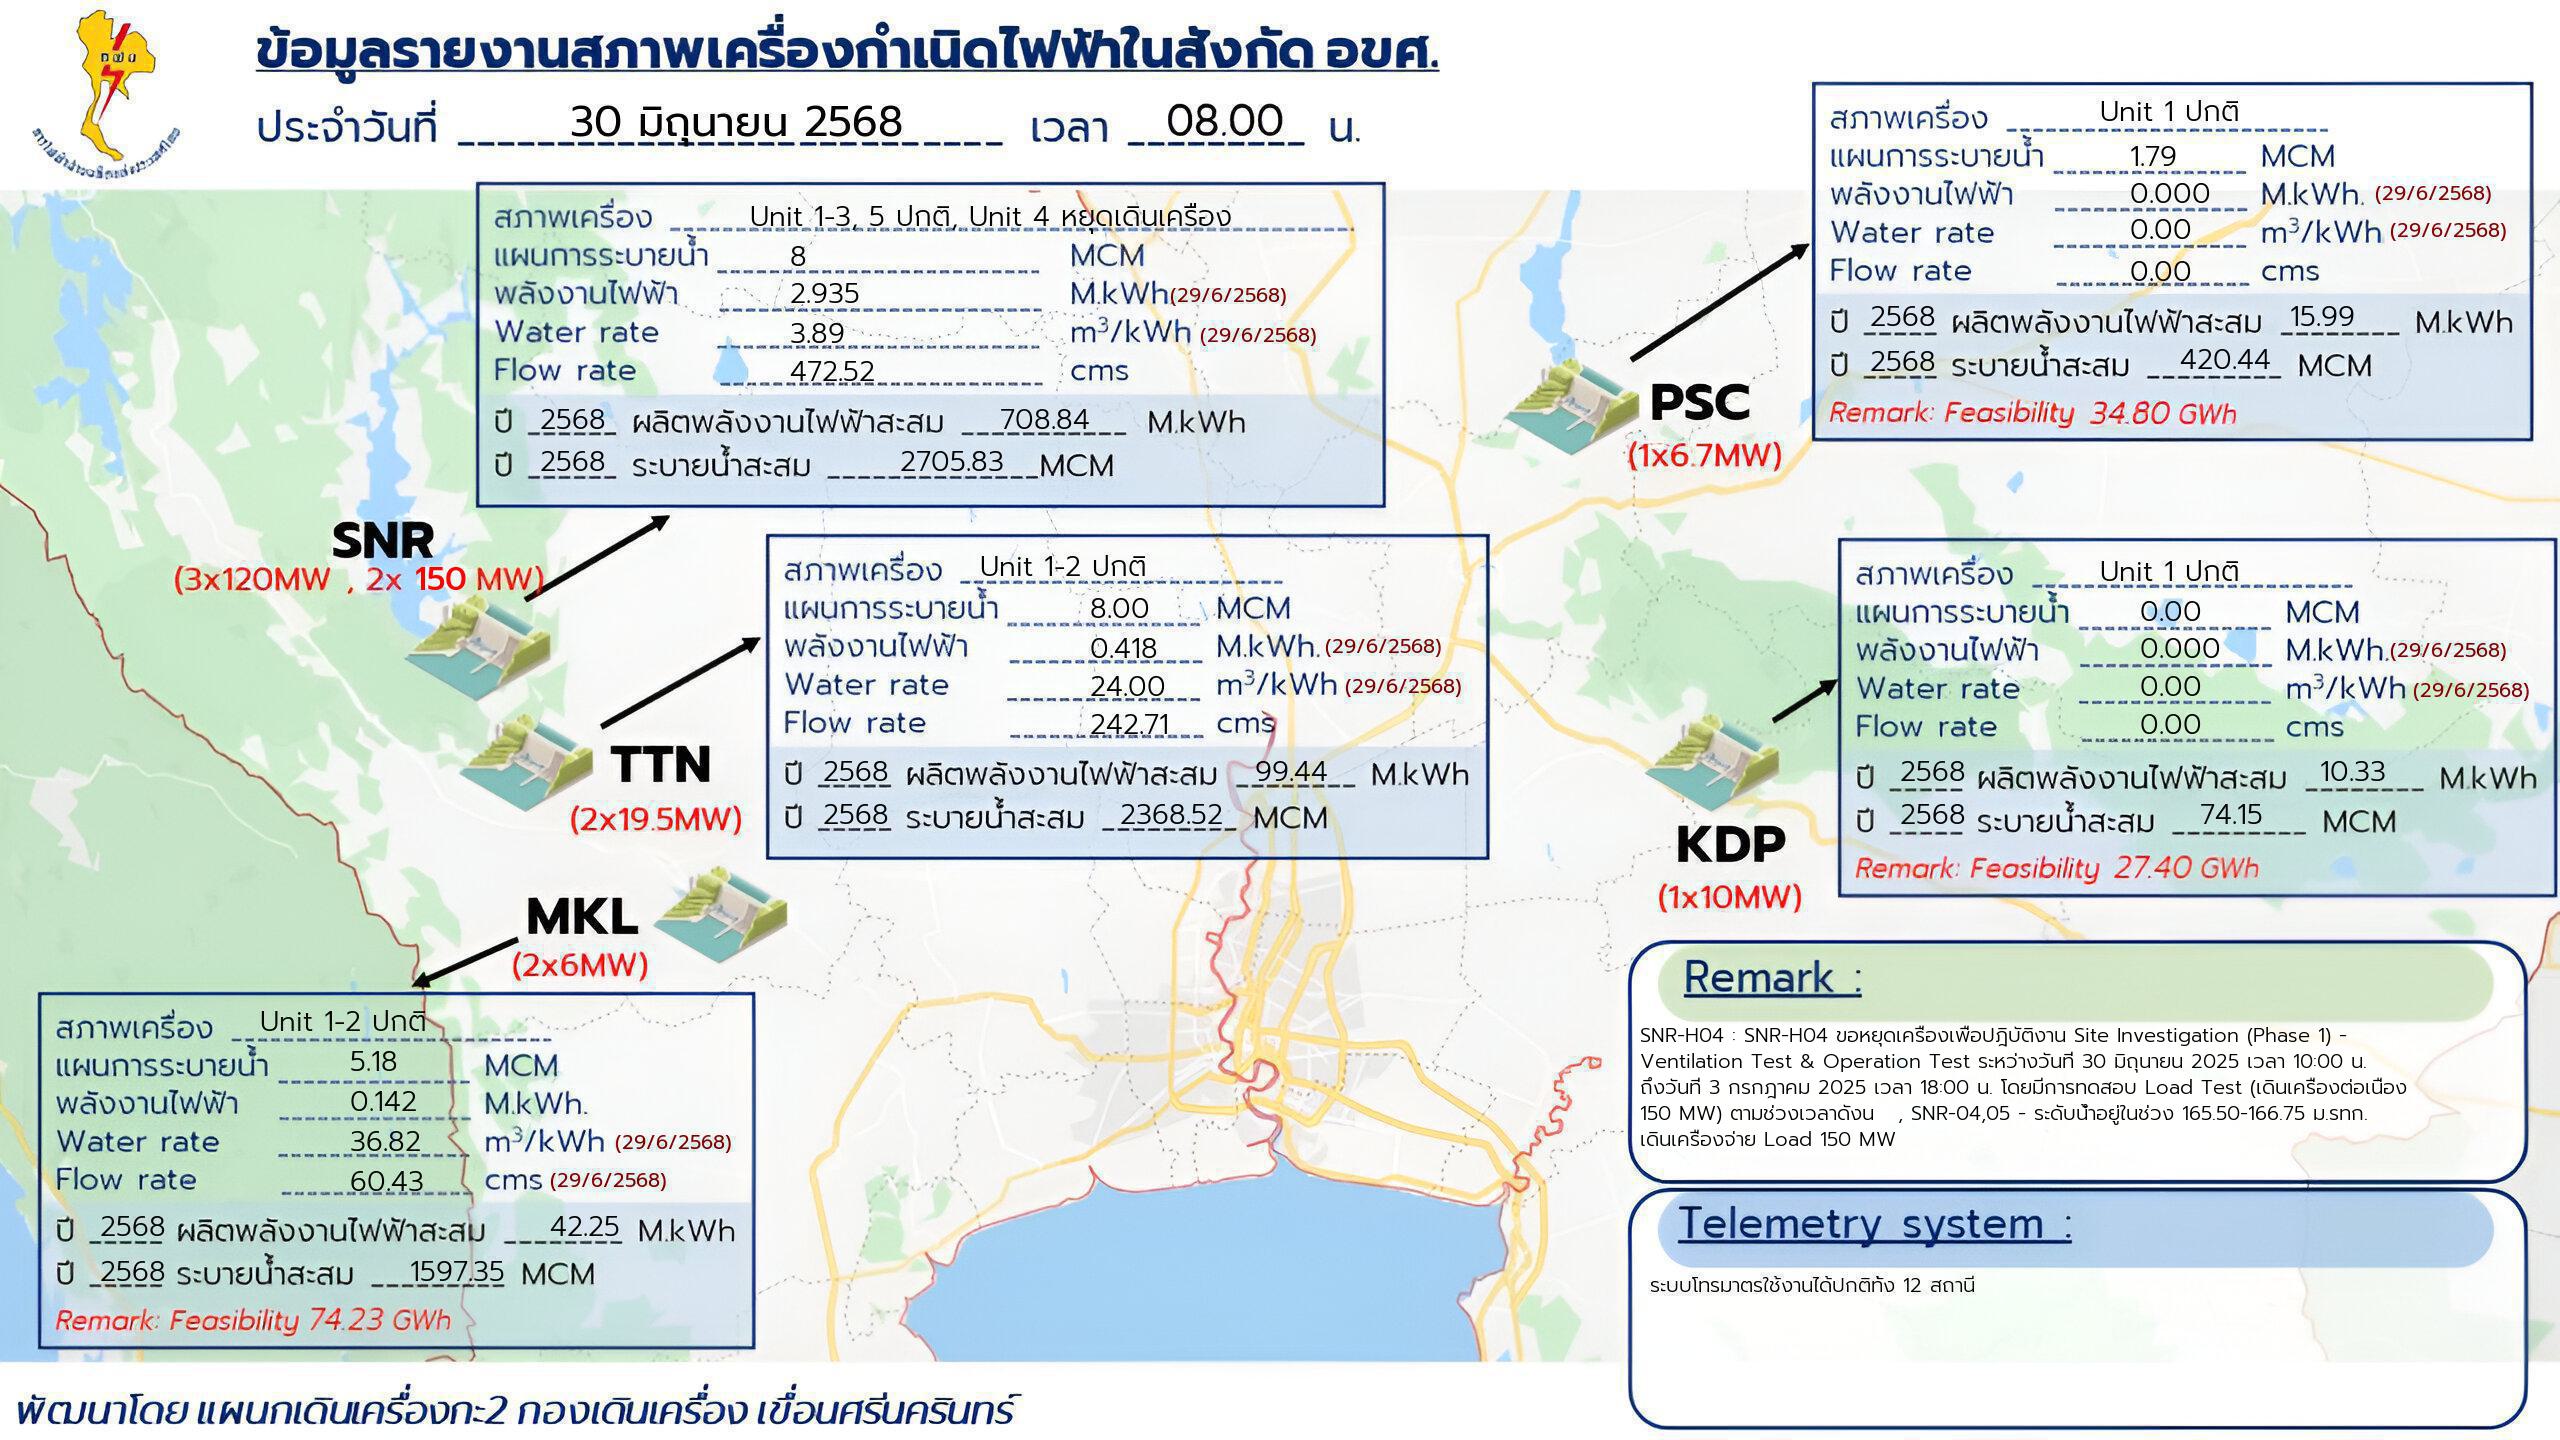 กฟผ
การไฟฟ้าฝ่ายผลิตแห่งประเทศไทย
ข้อมูลรายงานสภาพเครื่องกำเนิดไฟฟ้าในสังกัด อขศ.
ประจำวันที่ 30 มิถุนายน 2568 เวลา 08.00 น.
สภาพเครื่อง Unit 1-3, 5 ปกติ, Unit 4 หยุดเดินเครื่อง
แผนการระบายน้ำ 8 MCM
พลังงานไฟฟ้า 2.935 M.kWh(29/6/2568)
Water rate 3.89 m³/kWh (29/6/2568)
Flow rate 472.52 cms
ปี 2568 ผลิตพลังงานไฟฟ้าสะสม 708.84 M.kWh
ปี 2568 ระบายน้ำสะสม 2705.83 MCM
SNR
(3x120MW , 2x 150 MW)
สภาพเครื่อง Unit 1-2 ปกติ
แผนการระบายน้ำ 8.00 MCM
พลังงานไฟฟ้า 0.418 M.kWh.(29/6/2568)
Water rate 24.00 m³/kWh (29/6/2568)
Flow rate 242.71 cms
ปี 2568 ผลิตพลังงานไฟฟ้าสะสม 99.44 M.kWh
ปี 2568 ระบายน้ำสะสม 2368.52 MCM
TTN
(2x19.5MW)
MKL
(2x6MW)
สภาพเครื่อง Unit 1-2 ปกติ
แผนการระบายน้ำ 5.18 MCM
พลังงานไฟฟ้า 0.142 M.kWh.
Water rate 36.82 m³/kWh (29/6/2568)
Flow rate 60.43 cms (29/6/2568)
ปี 2568 ผลิตพลังงานไฟฟ้าสะสม 42.25 M.kWh
ปี 2568 ระบายน้ำสะสม 1597.35 MCM
Remark: Feasibility 74.23 GWh
สภาพเครื่อง Unit 1 ปกติ
แผนการระบายน้ำ 1.79 MCM
พลังงานไฟฟ้า 0.000 M.kWh. (29/6/2568)
Water rate 0.00 m³/kWh (29/6/2568)
Flow rate 0.00 cms
ปี 2568 ผลิตพลังงานไฟฟ้าสะสม 15.99 M.kWh
ปี 2568 ระบายน้ำสะสม 420.44 MCM
Remark: Feasibility 34.80 GWh
PSC
(1x6.7MW)
สภาพเครื่อง Unit 1 ปกติ
แผนการระบายน้ำ 0.00 MCM
พลังงานไฟฟ้า 0.000 M.kWh.(29/6/2568)
Water rate 0.00 m³/kWh (29/6/2568)
Flow rate 0.00 cms
ปี 2568 ผลิตพลังงานไฟฟ้าสะสม 10.33 M.kWh
ปี 2568 ระบายน้ำสะสม 74.15 MCM
Remark: Feasibility 27.40 GWh
KDP
(1x10MW)
Remark :
SNR-H04 : SNR-H04 ขอหยุดเครื่องเพื่อปฏิบัติงาน Site Investigation (Phase 1) -
Ventilation Test & Operation Test ระหว่างวันที่ 30 มิถุนายน 2025 เวลา 10:00 น.
ถึงวันที่ 3 กรกฎาคม 2025 เวลา 18:00 น. โดยมีการทดสอบ Load Test (เดินเครื่องต่อเนื่อง
150 MW) ตามช่วงเวลาดังน , SNR-04,05 - ระดับน้ำอยู่ในช่วง 165.50-166.75 ม.รทก.
เดินเครื่องจ่าย Load 150 MW
Telemetry system :
ระบบโทรมาตรใช้งานได้ปกติทั้ง 12 สถานี
พัฒนาโดย แผนกเดินเครื่องกะ2 กองเดินเครื่อง เขื่อนศรีนครินทร์